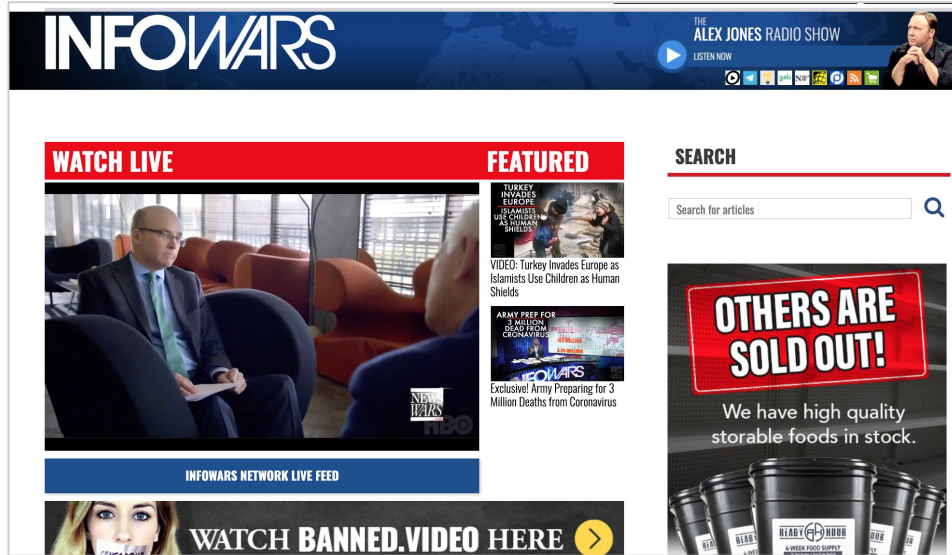 INFOWARS
THE
ALEX JONES RADIO SHOW
LISTEN NOW
gab
WATCH LIVE
FEATURED
NEWS
WARS
HBO
TURKEY
INVADES
EUROPE
ISLAMISTS
USE CHILDREN
AS HUMAN
SHIELDS
VIDEO: Turkey Invades Europe as
Islamists Use Children as Human
Shields
ARMY PREP FOR
3 MILLION
DEAD FROM
CRONAVIRUS
INFOWARS
Exclusive! Army Preparing for 3
Million Deaths from Coronavirus
INFOWARS NETWORK LIVE FEED
WATCH BANNED.VIDEO HERE
SEARCH
Search for articles
OTHERS ARE
SOLD OUT!
We have high quality
storable foods in stock.
READY HOUR
4-WEEK FOOD SUPPLY